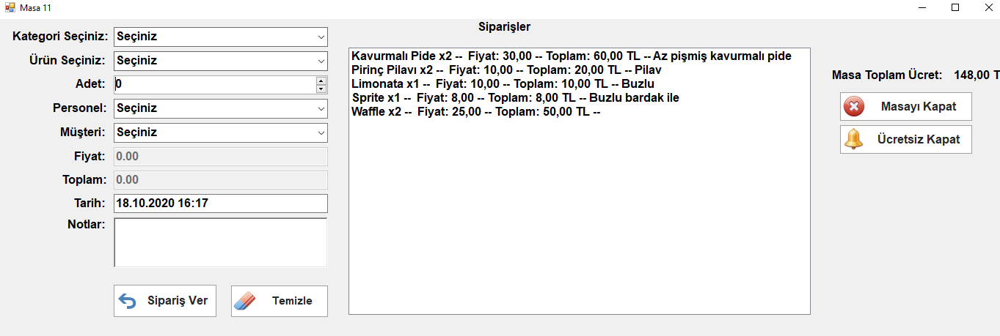 Masa 11
Kategori Seçiniz: Seçiniz
Ürün Seçiniz: Seçiniz
Adet: 0
Personel: Seçiniz
Müşteri: Seçiniz
Fiyat: 0.00
Toplam: 0.00
Tarih: 18.10.2020 16:17
Notlar:
Sipariş Ver
Temizle
Siparişler
Kavurmalı Pide x2 -- Fiyat: 30,00 -- Toplam: 60,00 TL -- Az pişmiş kavurmalı pide
Pirinç Pilavı x2 -- Fiyat: 10,00 -- Toplam: 20,00 TL -- Pilav
Limonata x1 -- Fiyat: 10,00 -- Toplam: 10,00 TL -- Buzlu
Sprite x1 -- Fiyat: 8,00 -- Toplam: 8,00 TL -- Buzlu bardak ile
Waffle x2 -- Fiyat: 25,00 -- Toplam: 50,00 TL --
Masa Toplam Ücret: 148,00 T
Masayı Kapat
Ücretsiz Kapat